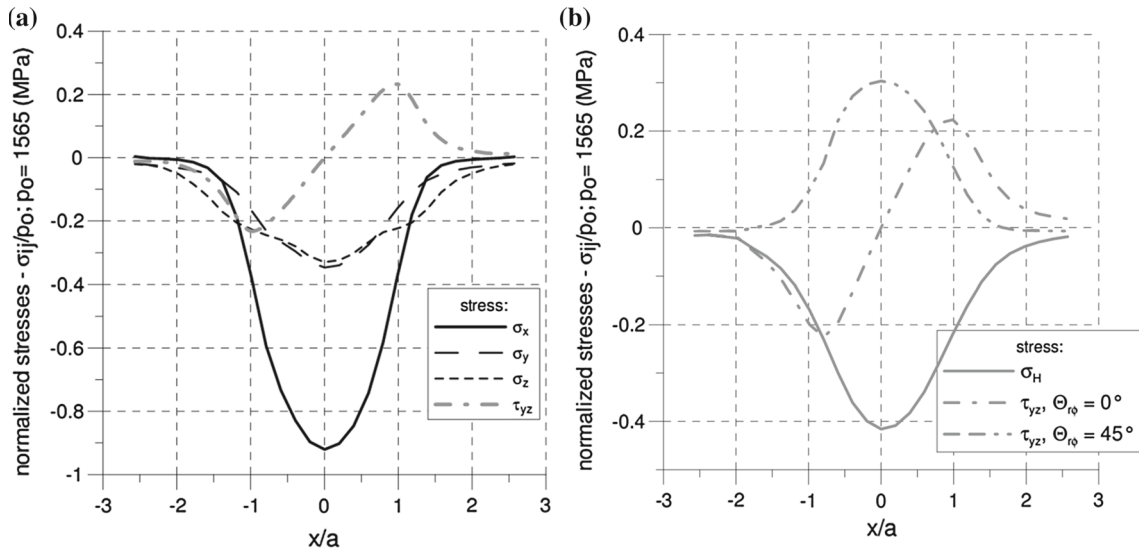 (a)
normalized stresses - σij/po; po= 1565 (MPa)
0.4
0.2
0
-0.2
-0.4
-0.6
-0.8
-1
-3
-2
-1
0
1
2
3
x/a
stress:
σx
σy
σz
τyz
(b)
normalized stresses - σij/po; po= 1565 (MPa)
0.4
0.2
0
-0.2
-0.4
-3
-2
-1
0
1
2
3
x/a
stress:
σH
τyz, Θrϕ = 0°
τyz, Θrϕ = 45°